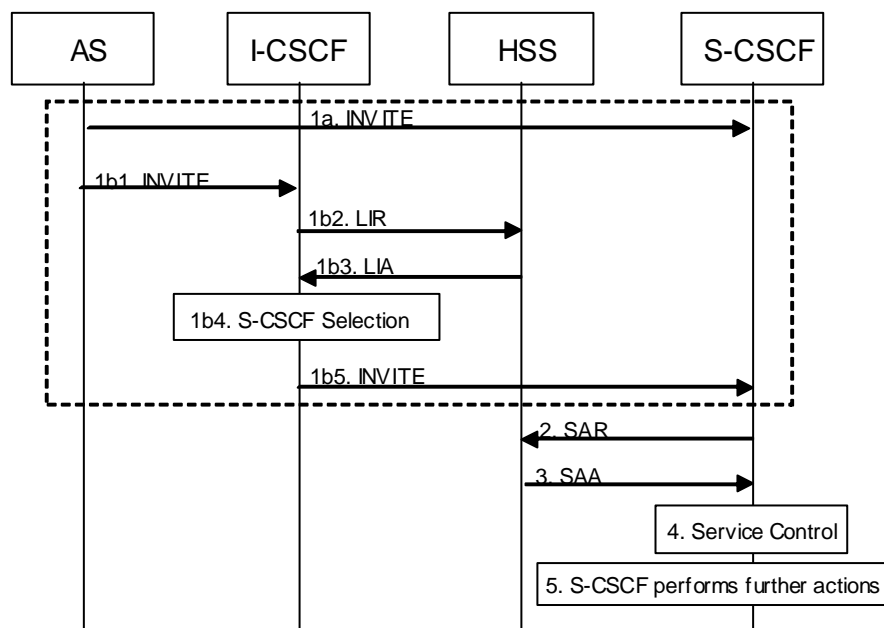 AS I-CSCF HSS S-CSCF
1a. INVITE
1b1. INVITE
1b2. LIR
1b3. LIA
1b4. S-CSCF Selection
1b5. INVITE
2. SAR
3. SAA
4. Service Control
5. S-CSCF performs further actions